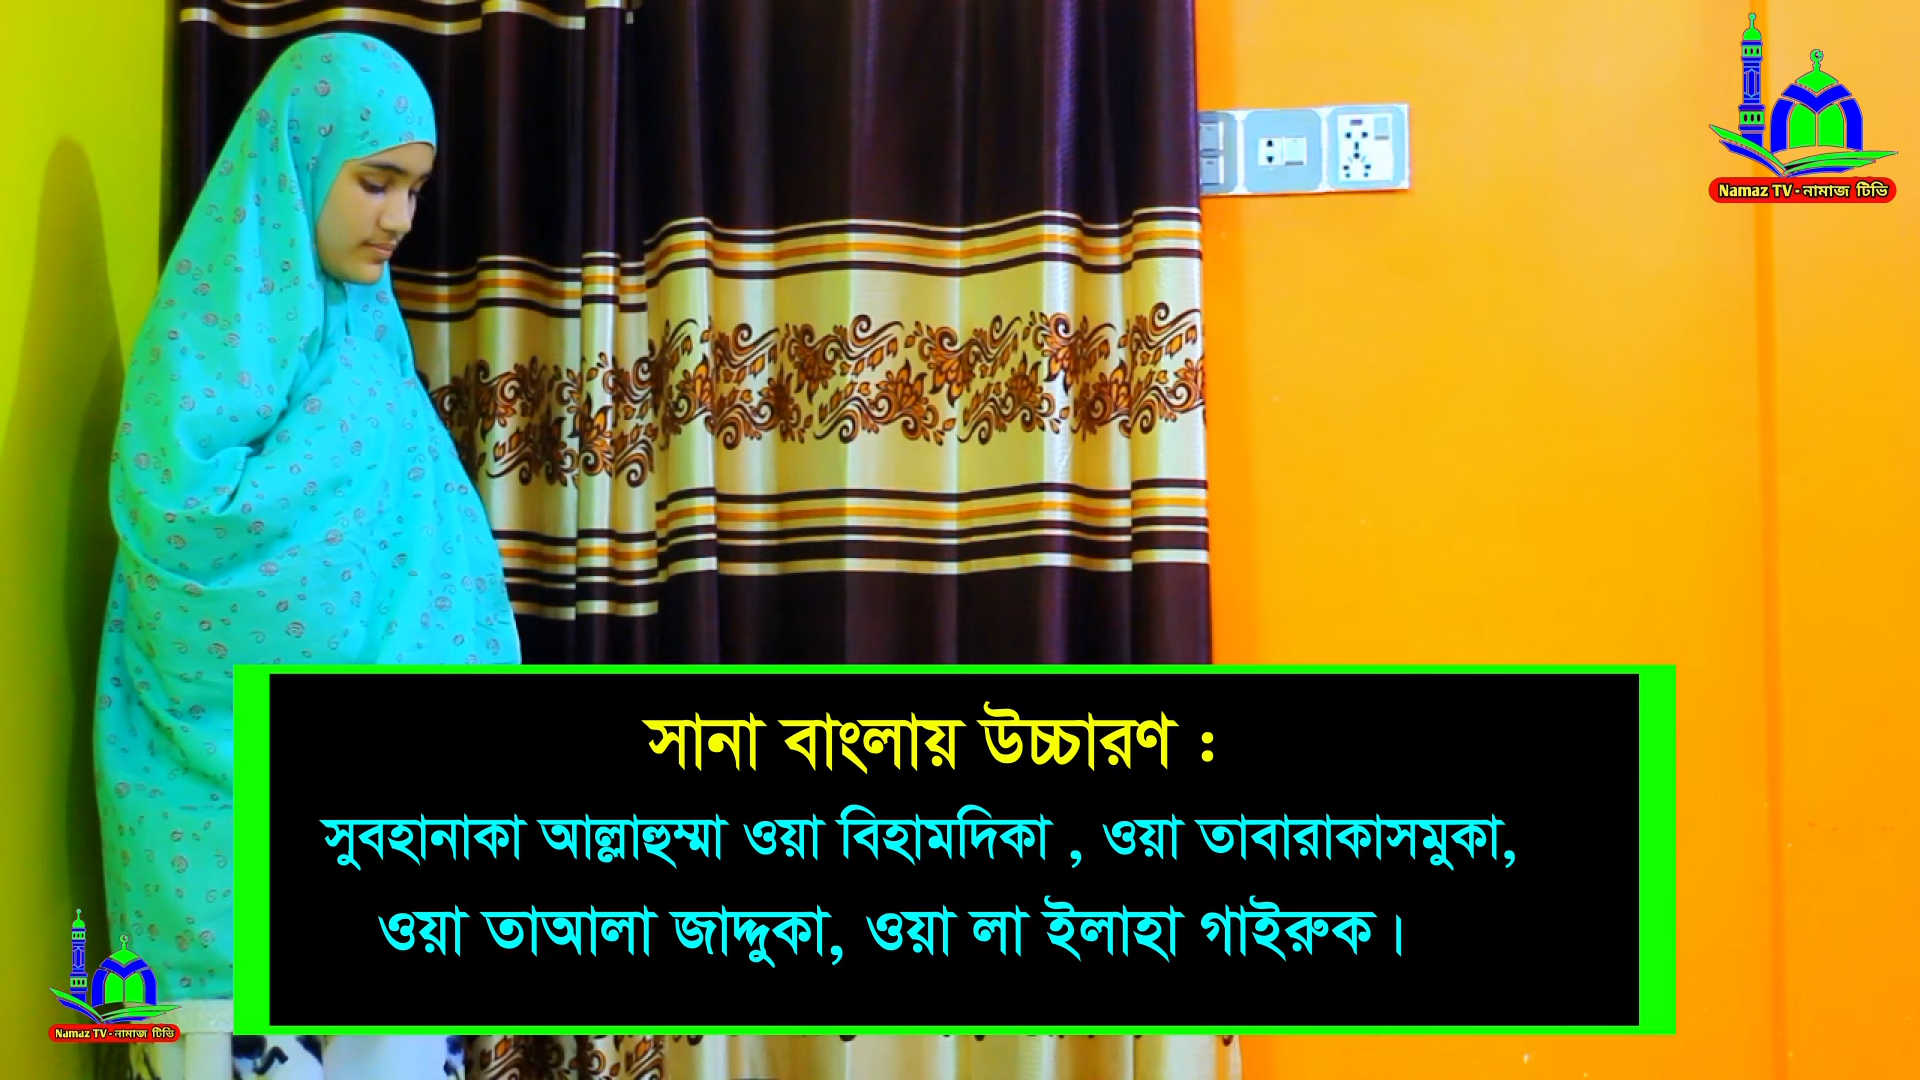 Namaz TV - নামাজ টিভি
সানা বাংলায় উচ্চারণ :
সুবহানাকা আল্লাহুম্মা ওয়া বিহামদিকা , ওয়া তাবারাকাসমুকা,
ওয়া তাআলা জাদ্দুকা, ওয়া লা ইলাহা গাইরুক।
Namaz TV - নামাজ টিভি